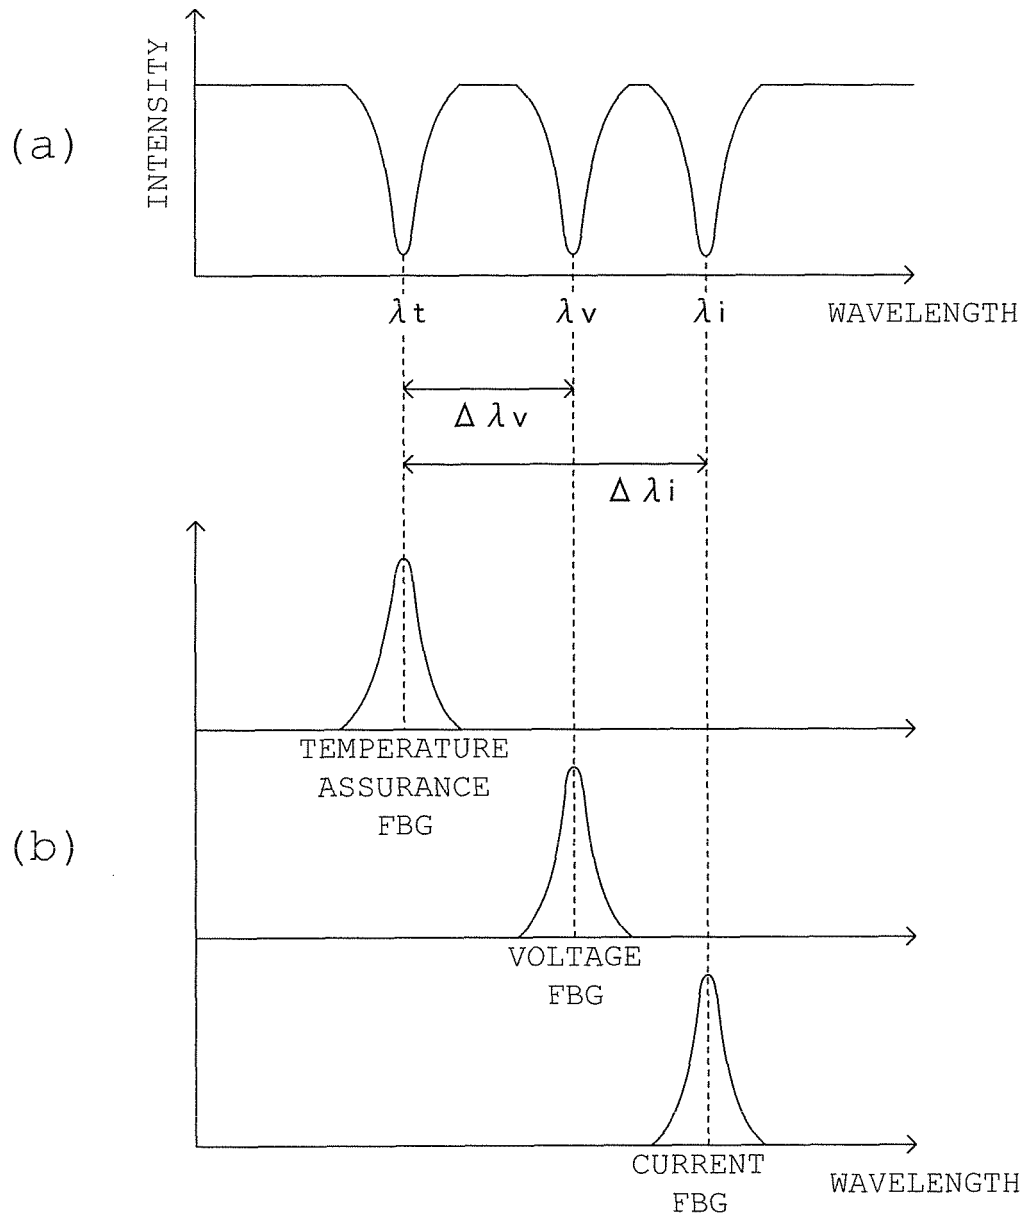 (a)
INTENSITY
λt
λv
λi
WAVELENGTH
Δλv
Δλi
(b)
TEMPERATURE
ASSURANCE
FBG
VOLTAGE
FBG
CURRENT
FBG
WAVELENGTH